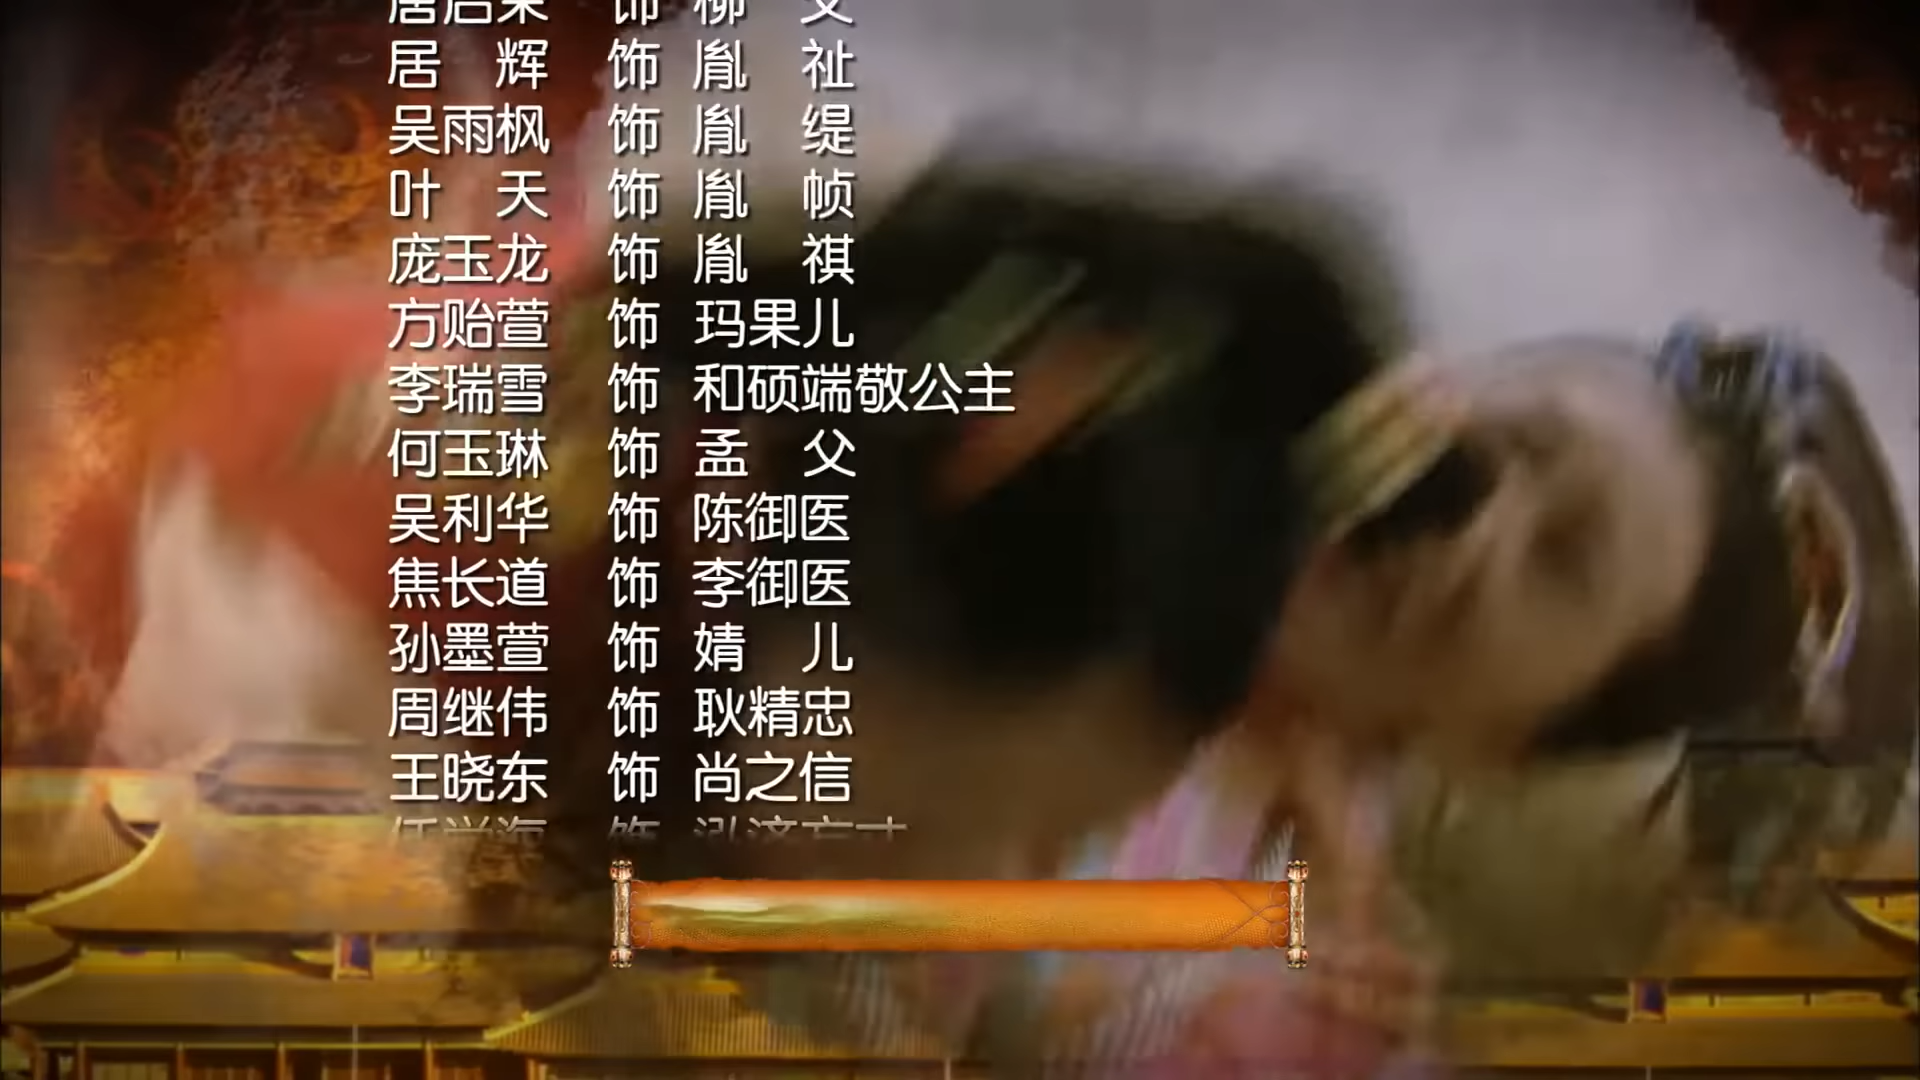 居　辉　饰　胤　祉
吴雨枫　饰　胤　缇
叶　天　饰　胤　帧
庞玉龙　饰　胤　祺
方贻萱　饰　玛果儿
李瑞雪　饰　和硕端敬公主
何玉琳　饰　孟　父
吴利华　饰　陈御医
焦长道　饰　李御医
孙墨萱　饰　婧　儿
周继伟　饰　耿精忠
王晓东　饰　尚之信